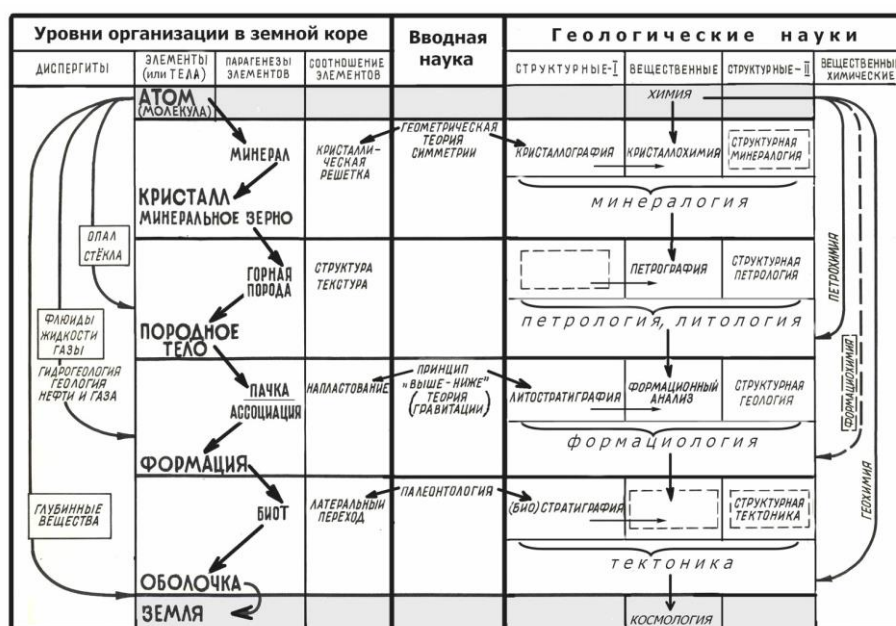 Уровни организации в земной коре
Вводная наука
Геологические науки
ДИСПЕРГИТЫ
ЭЛЕМЕНТЫ (или ТЕЛА)
ПАРАГЕНЕЗЫ ЭЛЕМЕНТОВ
СООТНОШЕНИЕ ЭЛЕМЕНТОВ
СТРУКТУРНЫЕ-I
ВЕЩЕСТВЕННЫЕ
СТРУКТУРНЫЕ-II
ВЕЩЕСТВЕННЫЕ ХИМИЧЕСКИЕ
АТОМ
(МОЛЕКУЛА)
ХИМИЯ
МИНЕРАЛ
КРИСТАЛЛИ-
ЧЕСКАЯ
РЕШЕТКА
ГЕОМЕТРИЧЕСКАЯ
ТЕОРИЯ
СИММЕТРИИ
КРИСТАЛЛОГРАФИЯ
КРИСТАЛЛОХИМИЯ
СТРУКТУРНАЯ
МИНЕРАЛОГИЯ
КРИСТАЛЛ
МИНЕРАЛЬНОЕ ЗЕРНО
минералогия
ОПАЛ
СТЁКЛА
ГОРНАЯ
ПОРОДА
СТРУКТУРА
ТЕКСТУРА
ПЕТРОГРАФИЯ
СТРУКТУРНАЯ
ПЕТРОЛОГИЯ
ПЕТРОХИМИЯ
ФЛЮИДЫ
ЖИДКОСТИ
ГАЗЫ
ПОРОДНОЕ
ТЕЛО
петрология, литология
ГИДРОГЕОЛОГИЯ
ГЕОЛОГИЯ
НЕФТИ И ГАЗА
ПАЧКА
АССОЦИАЦИЯ
НАПЛАСТОВАНИЕ
ПРИНЦИП
„ВЫШЕ-НИЖЕ”
(ТЕОРИЯ
ГРАВИТАЦИИ)
ЛИТОСТРАТИГРАФИЯ
ФОРМАЦИОННЫЙ
АНАЛИЗ
СТРУКТУРНАЯ
ГЕОЛОГИЯ
ФОРМАЦИОХИМИЯ
ФОРМАЦИЯ
формациология
ГЛУБИННЫЕ
ВЕЩЕСТВА
БИОТ
ЛАТЕРАЛЬНЫЙ
ПЕРЕХОД
ПАЛЕОНТОЛОГИЯ
(БИО)СТРАТИГРАФИЯ
СТРУКТУРНАЯ
ТЕКТОНИКА
ГЕОХИМИЯ
ОБОЛОЧКА
тектоника
ЗЕМЛЯ
КОСМОЛОГИЯ